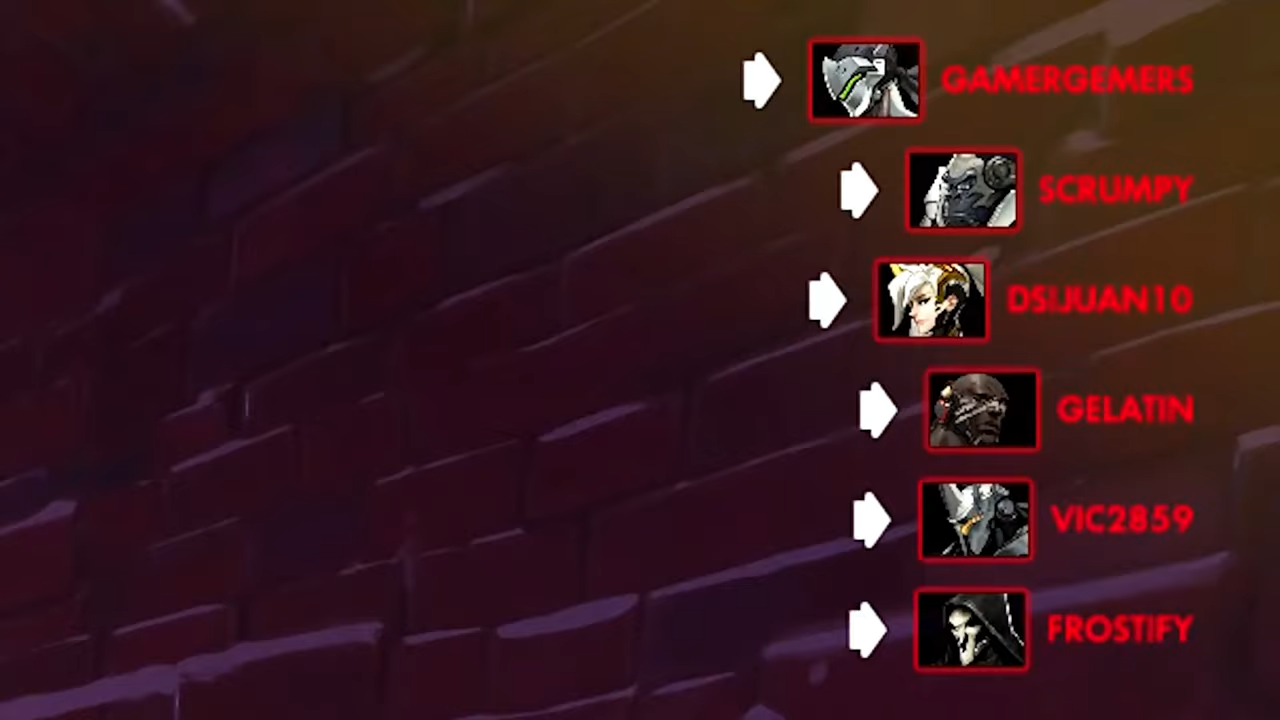 GAMERGEMERS
SCRUMPY
DSIJUAN10
GELATIN
VIC2859
FROSTIFY